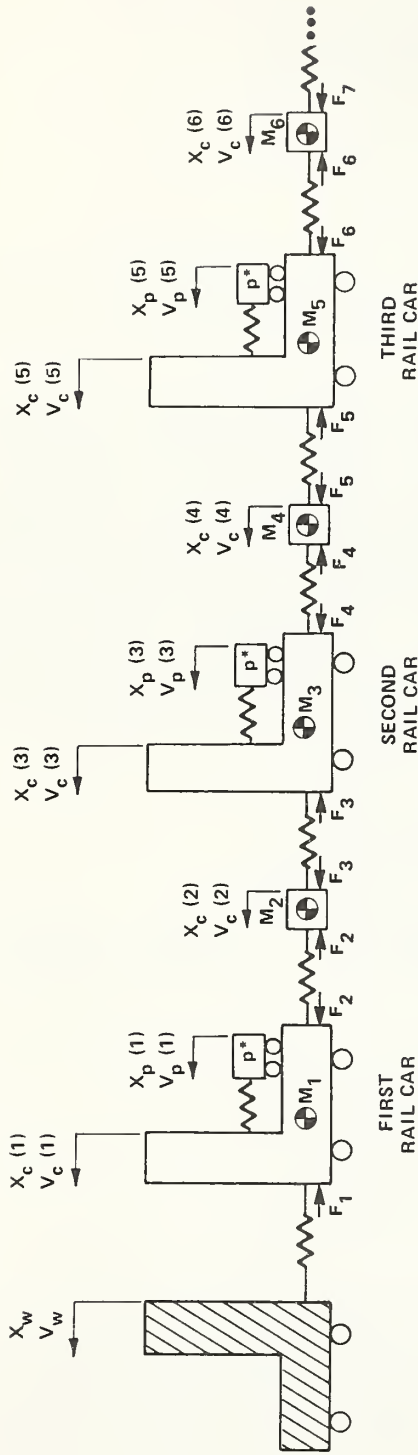 X_w
V_w
X_c (1)
V_c (1)
X_p (1)
V_p (1)
p*
M_1
F_1
F_2
FIRST
RAIL CAR
X_c (2)
V_c (2)
M_2
F_2
F_3
X_c (3)
V_c (3)
X_p (3)
V_p (3)
p*
M_3
F_3
F_4
SECOND
RAIL CAR
X_c (4)
V_c (4)
M_4
F_4
F_5
X_c (5)
V_c (5)
X_p (5)
V_p (5)
p*
M_5
F_5
F_6
THIRD
RAIL CAR
X_c (6)
V_c (6)
M_6
F_6
F_7